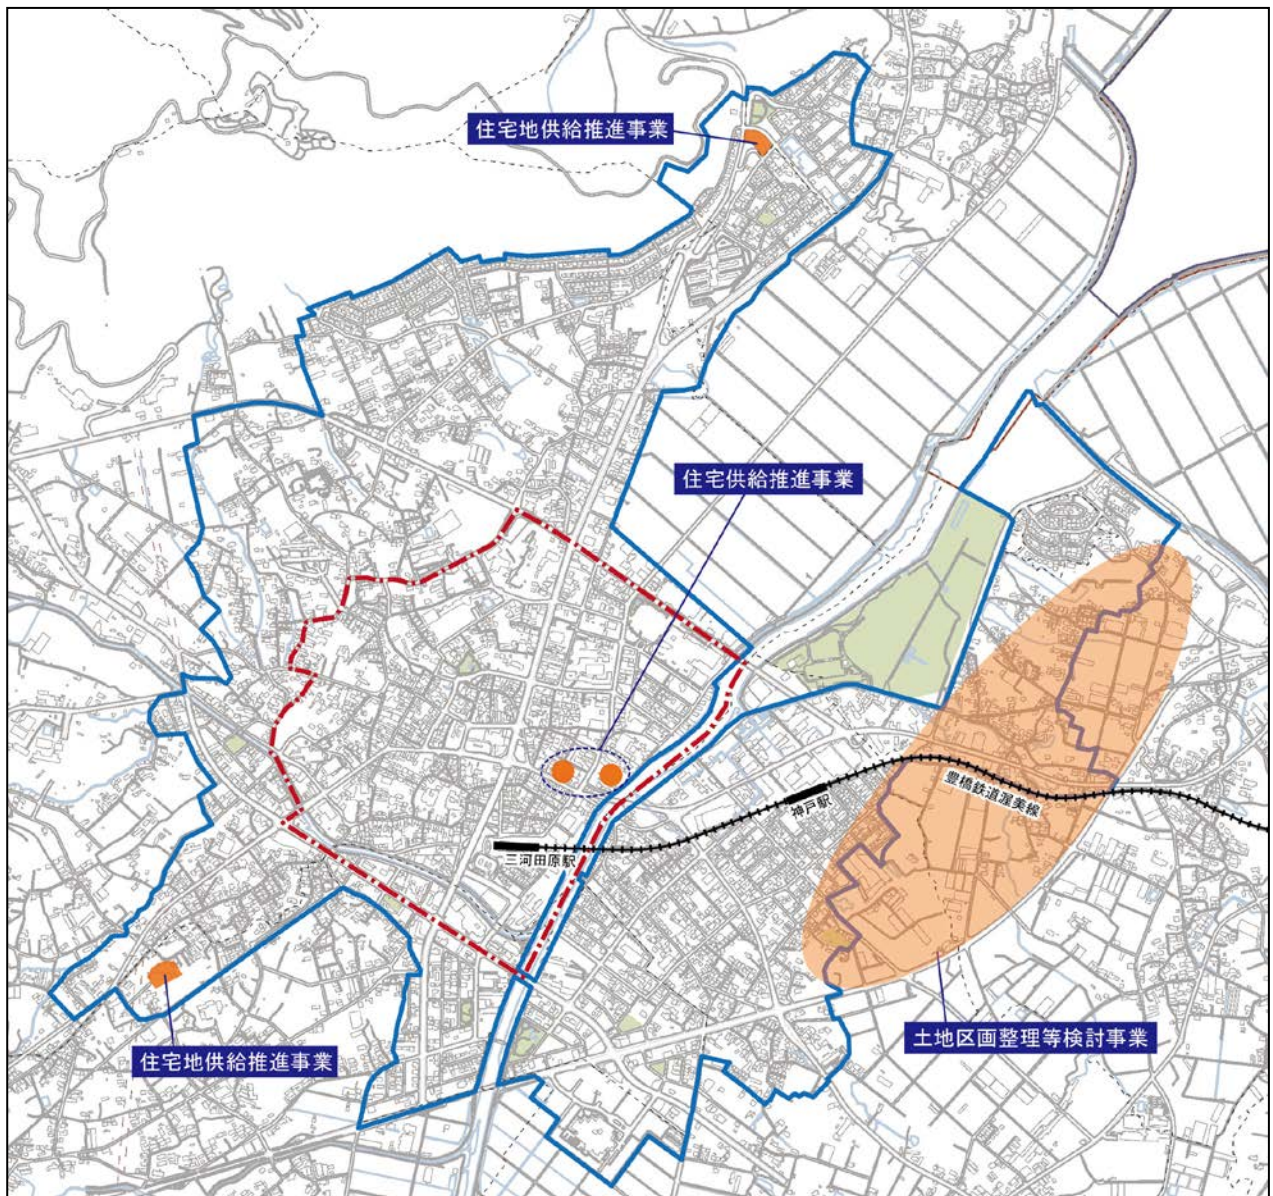 住宅地供給推進事業
住宅供給推進事業
豊橋鉄道渥美線
神戸駅
三河田原駅
土地区画整理等検討事業
住宅地供給推進事業